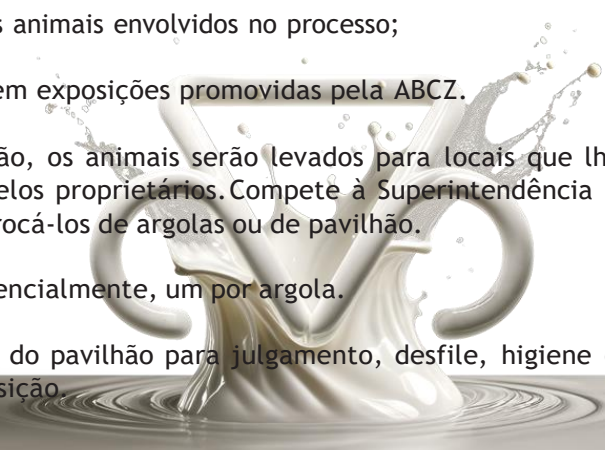 s animais envolvidos no processo;
em exposições promovidas pela ABCZ.
ão, os animais serão levados para locais que lh
elos proprietários. Compete à Superintendência
rocá-los de argolas ou de pavilhão.
encialmente, um por argola.
do pavilhão para julgamento, desfile, higiene
sição.